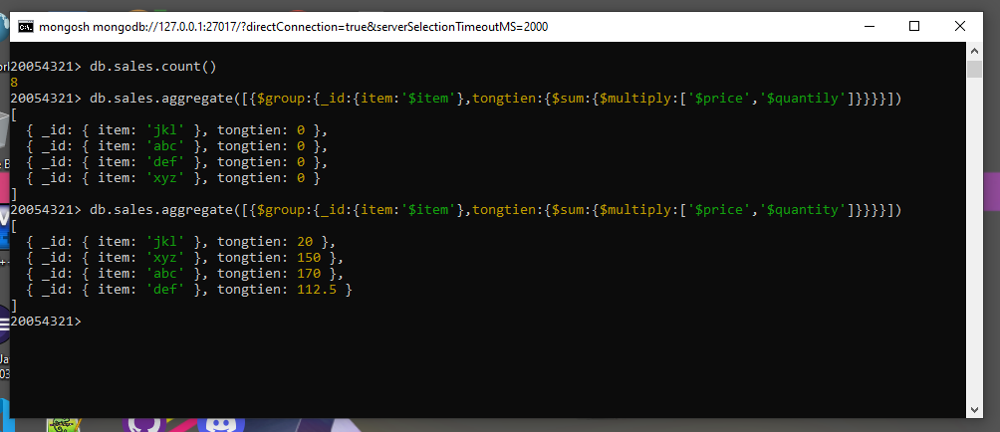 mongosh mongodb://127.0.0.1:27017/?directConnection=true&serverSelectionTimeoutMS=2000
20054321> db.sales.count()
8
20054321> db.sales.aggregate([{$group:{_id:{item:'$item'},tongtien:{$sum:{$multiply:['$price','$quantily']}}}}])
[
  { _id: { item: 'jkl' }, tongtien: 0 },
  { _id: { item: 'abc' }, tongtien: 0 },
  { _id: { item: 'def' }, tongtien: 0 },
  { _id: { item: 'xyz' }, tongtien: 0 }
]
20054321> db.sales.aggregate([{$group:{_id:{item:'$item'},tongtien:{$sum:{$multiply:['$price','$quantity']}}}}])
[
  { _id: { item: 'jkl' }, tongtien: 20 },
  { _id: { item: 'xyz' }, tongtien: 150 },
  { _id: { item: 'abc' }, tongtien: 170 },
  { _id: { item: 'def' }, tongtien: 112.5 }
]
20054321>